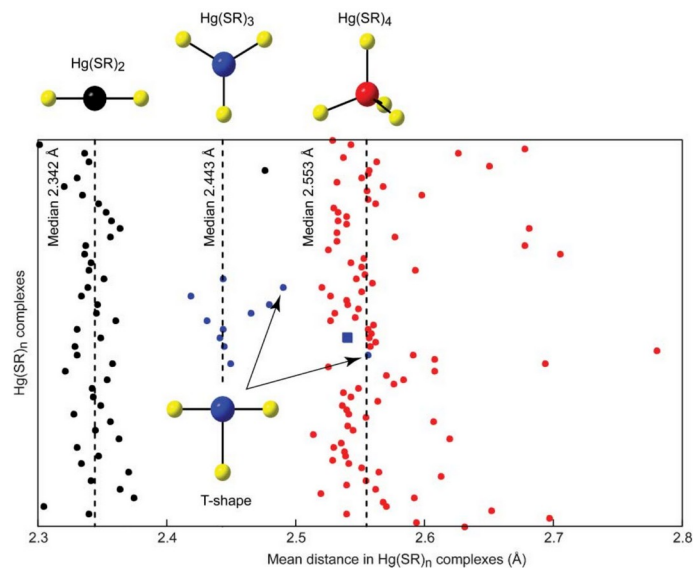 Hg(SR)3
Hg(SR)4
Hg(SR)2
Median 2.342 Å
Median 2.443 Å
Median 2.553 Å
Hg(SR)n complexes
T-shape
2.3
2.4
2.5
2.6
2.7
2.8
Mean distance in Hg(SR)n complexes (Å)